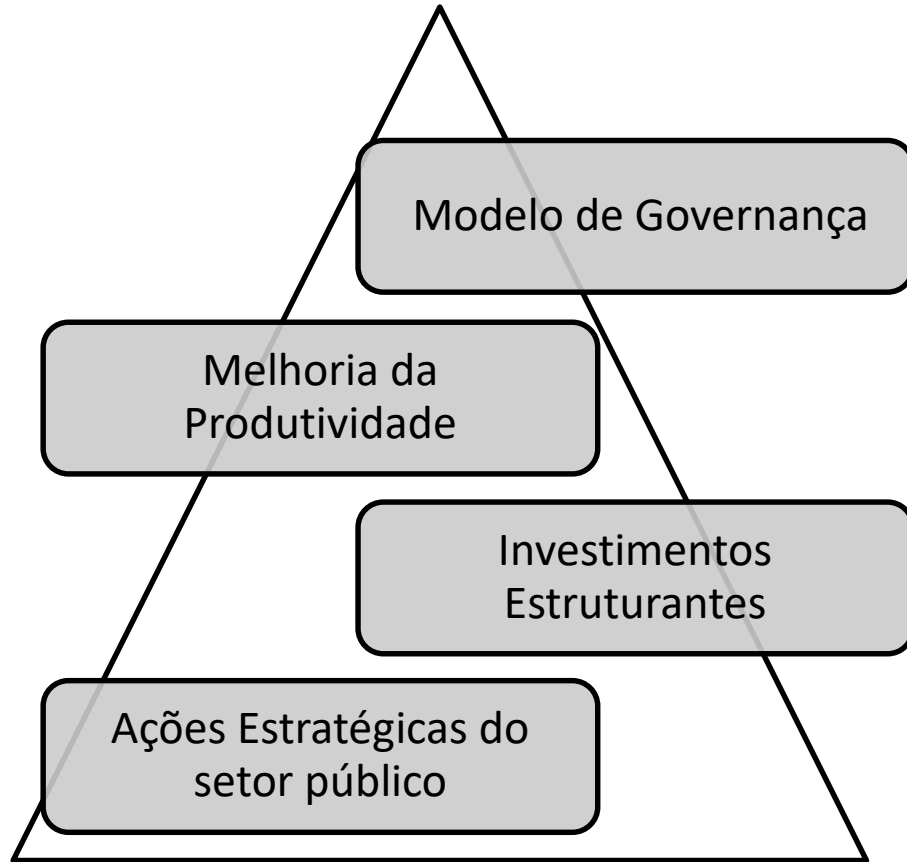 Modelo de Governança
Melhoria da
Produtividade
Investimentos
Estruturantes
Ações Estratégicas do
setor público